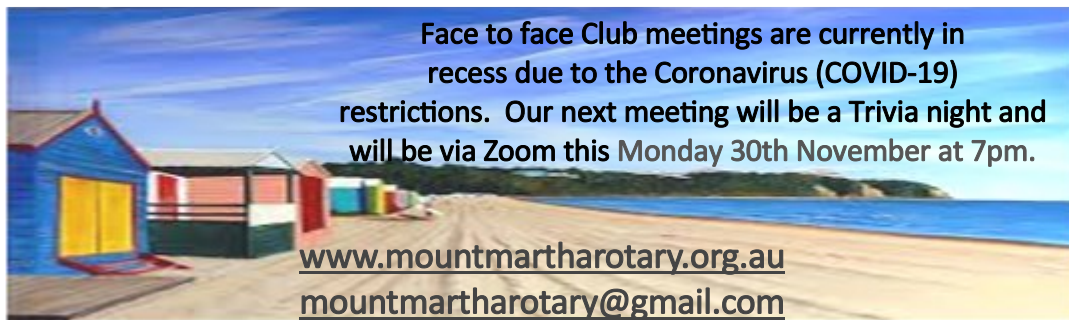 Face to face Club meetings are currently in
recess due to the Coronavirus (COVID-19)
restrictions.  Our next meeting will be a Trivia night and
will be via Zoom this Monday 30th November at 7pm.
www.mountmartharotary.org.au
mountmartharotary@gmail.com